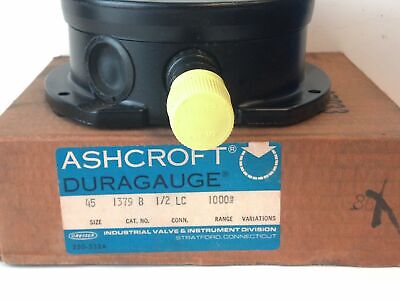 ASHCROFT®
DURAGAUGE®
45 1379 B 1/2 LC 1000#
SIZE CAT. NO. CONN. RANGE VARIATIONS
DRESSER INDUSTRIAL VALVE & INSTRUMENT DIVISION
STRATFORD, CONNECTICUT